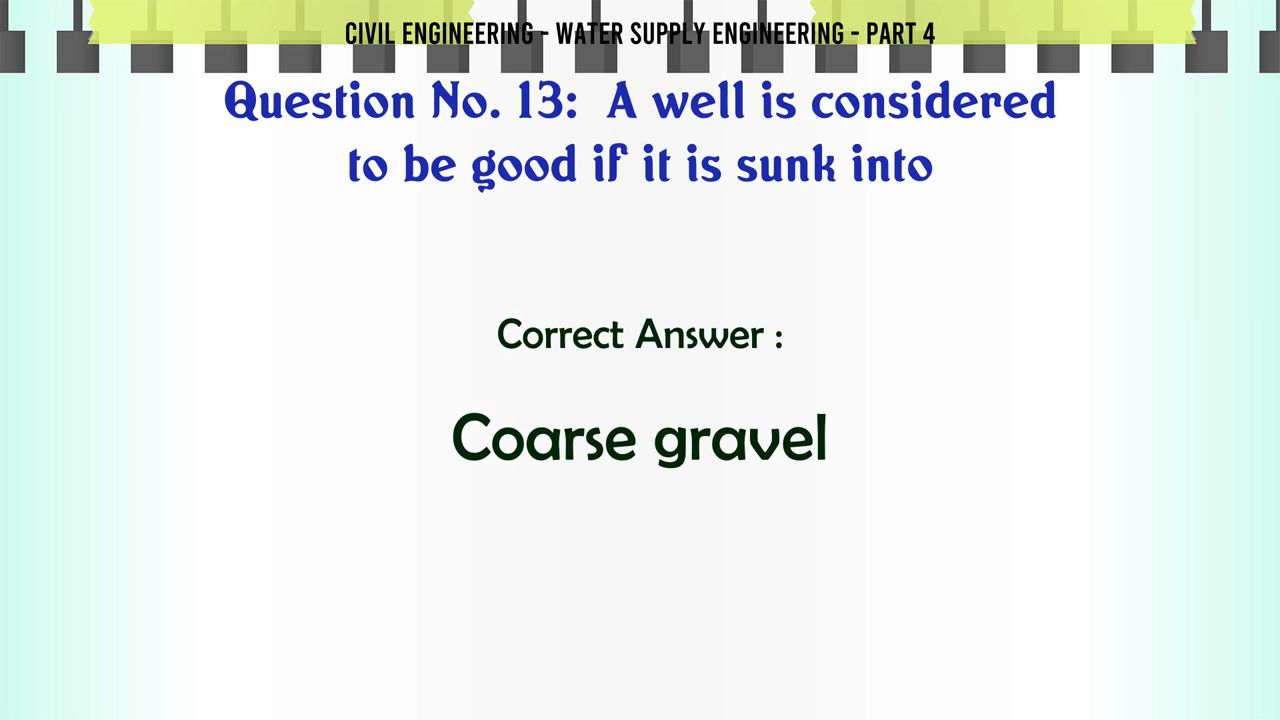 CIVIL ENGINEERING - WATER SUPPLY ENGINEERING - PART 4
Question No. 13: A well is considered
to be good if it is sunk into
Correct Answer :
Coarse gravel